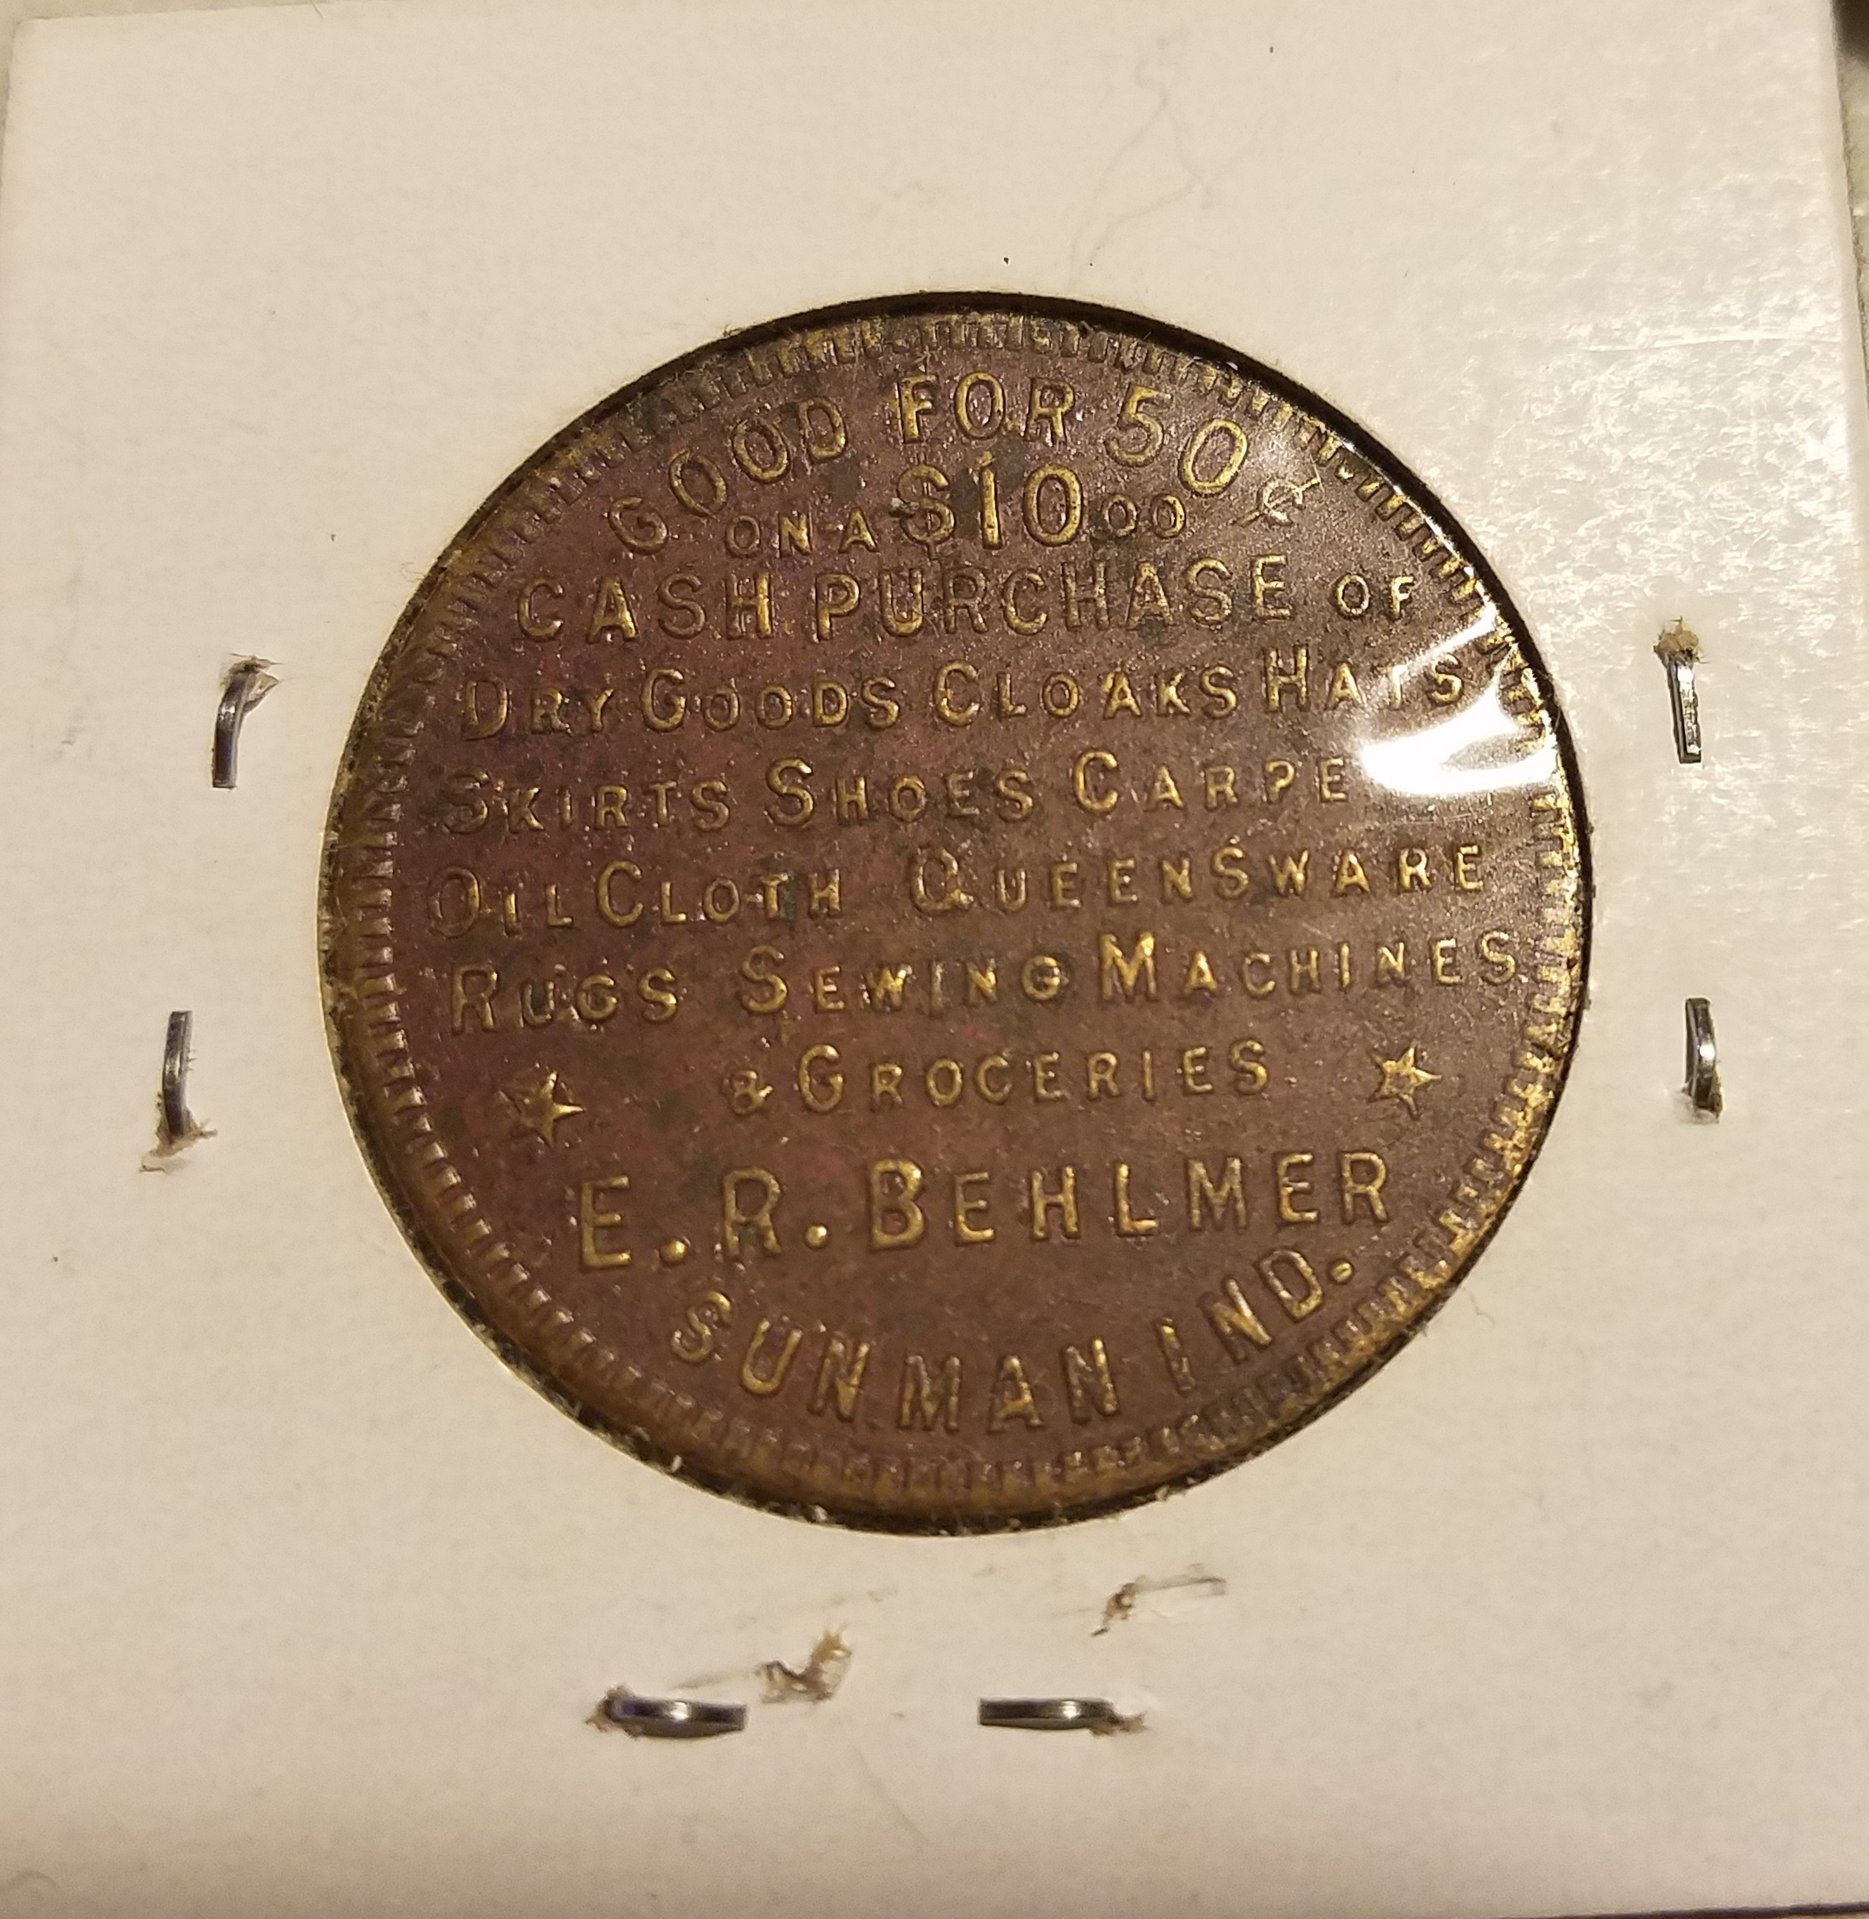 GOOD FOR 50¢
ON A $10.00
CASH PURCHASE OF
DRY GOODS CLOAKS HATS
SKIRTS SHOES
OIL CLOTH QUEENSWARE
RUGS SEWING MACHINES
& GROCERIES
E. R. BEHLMER
SUNMAN IND.